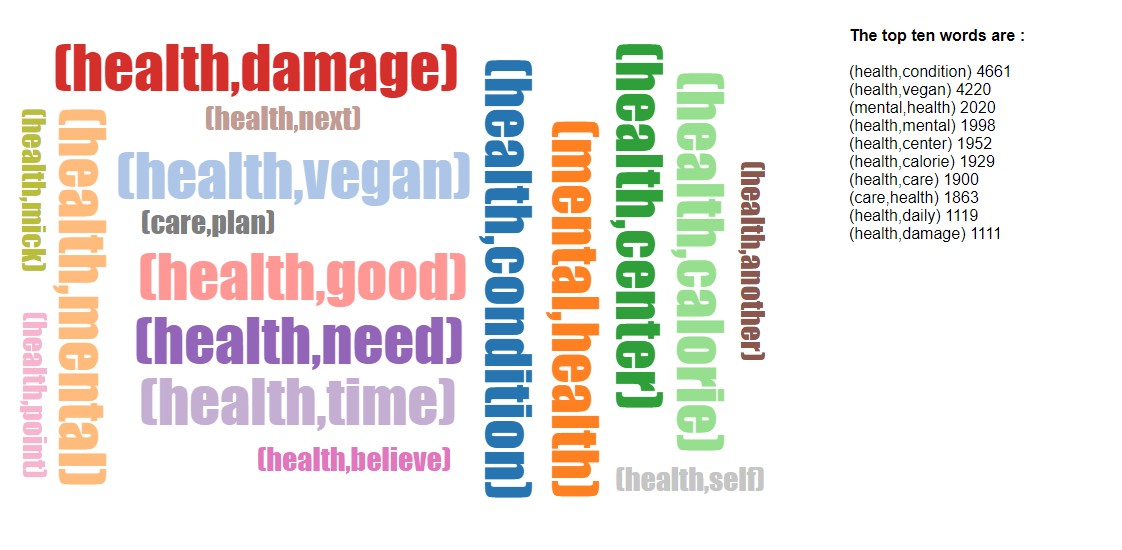 (health,damage)
(health,next)
(health,vegan)
(care,plan)
(health,good)
(health,need)
(health,time)
(health,believe)
(health,mick)
(health,point)
(health,mental)
(health,condition)
(mental,health)
(health,center)
(health,calorie)
(health,another)
(health,self)
The top ten words are :
(health,condition) 4661
(health,vegan) 4220
(mental,health) 2020
(health,mental) 1998
(health,center) 1952
(health,calorie) 1929
(health,care) 1900
(care,health) 1863
(health,daily) 1119
(health,damage) 1111